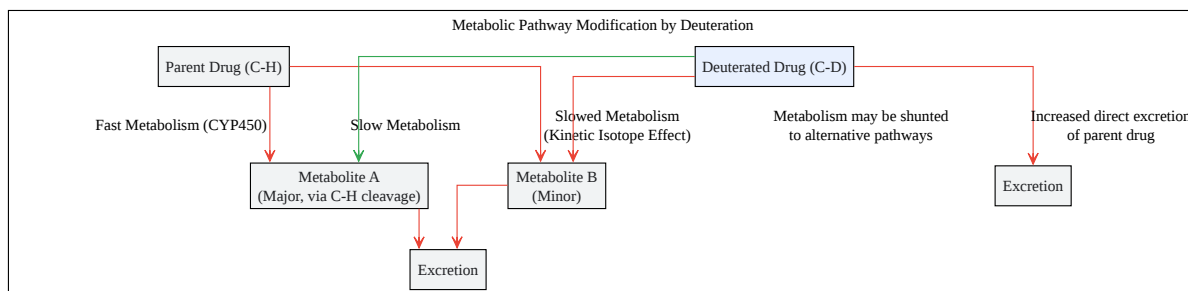 Metabolic Pathway Modification by Deuteration
Parent Drug (C-H)
Deuterated Drug (C-D)
Fast Metabolism (CYP450)
Slow Metabolism
Slowed Metabolism
(Kinetic Isotope Effect)
Metabolism may be shunted
to alternative pathways
Increased direct excretion
of parent drug
Metabolite A
(Major, via C-H cleavage)
Metabolite B
(Minor)
Excretion
Excretion